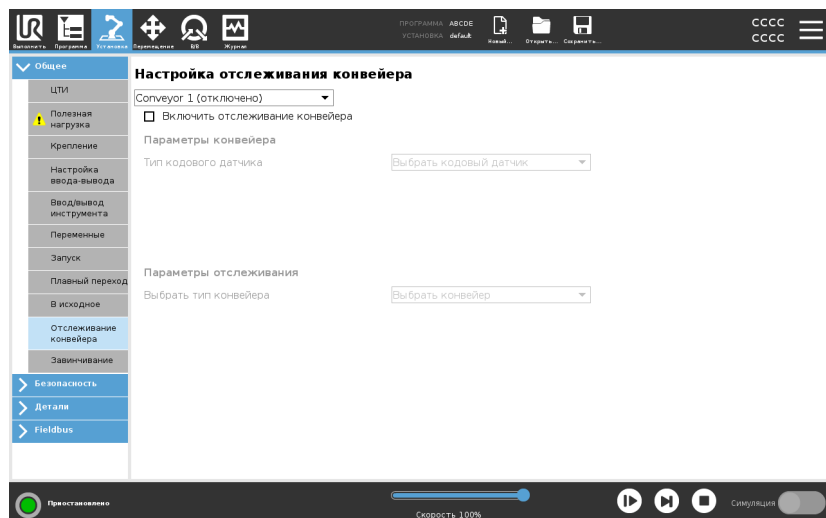 UR
Выполнить Программа Установка Перемещение В/В Журнал
ПРОГРАММА ABCDE
УСТАНОВКА default
Новый... Открыть... Сохранить...
CCCC
CCCC
Общее
ЦТИ
Полезная
нагрузка
Крепление
Настройка
ввода-вывода
Ввод/вывод
инструмента
Переменные
Запуск
Плавный переход
В исходное
Отслеживание
конвейера
Завинчивание
Безопасность
Детали
Fieldbus
Настройка отслеживания конвейера
Conveyor 1 (отключено)
Включить отслеживание конвейера
Параметры конвейера
Тип кодового датчика Выбрать кодовый датчик
Параметры отслеживания
Выбрать тип конвейера Выбрать конвейер
Приостановлено
Скорость 100%
Симуляция